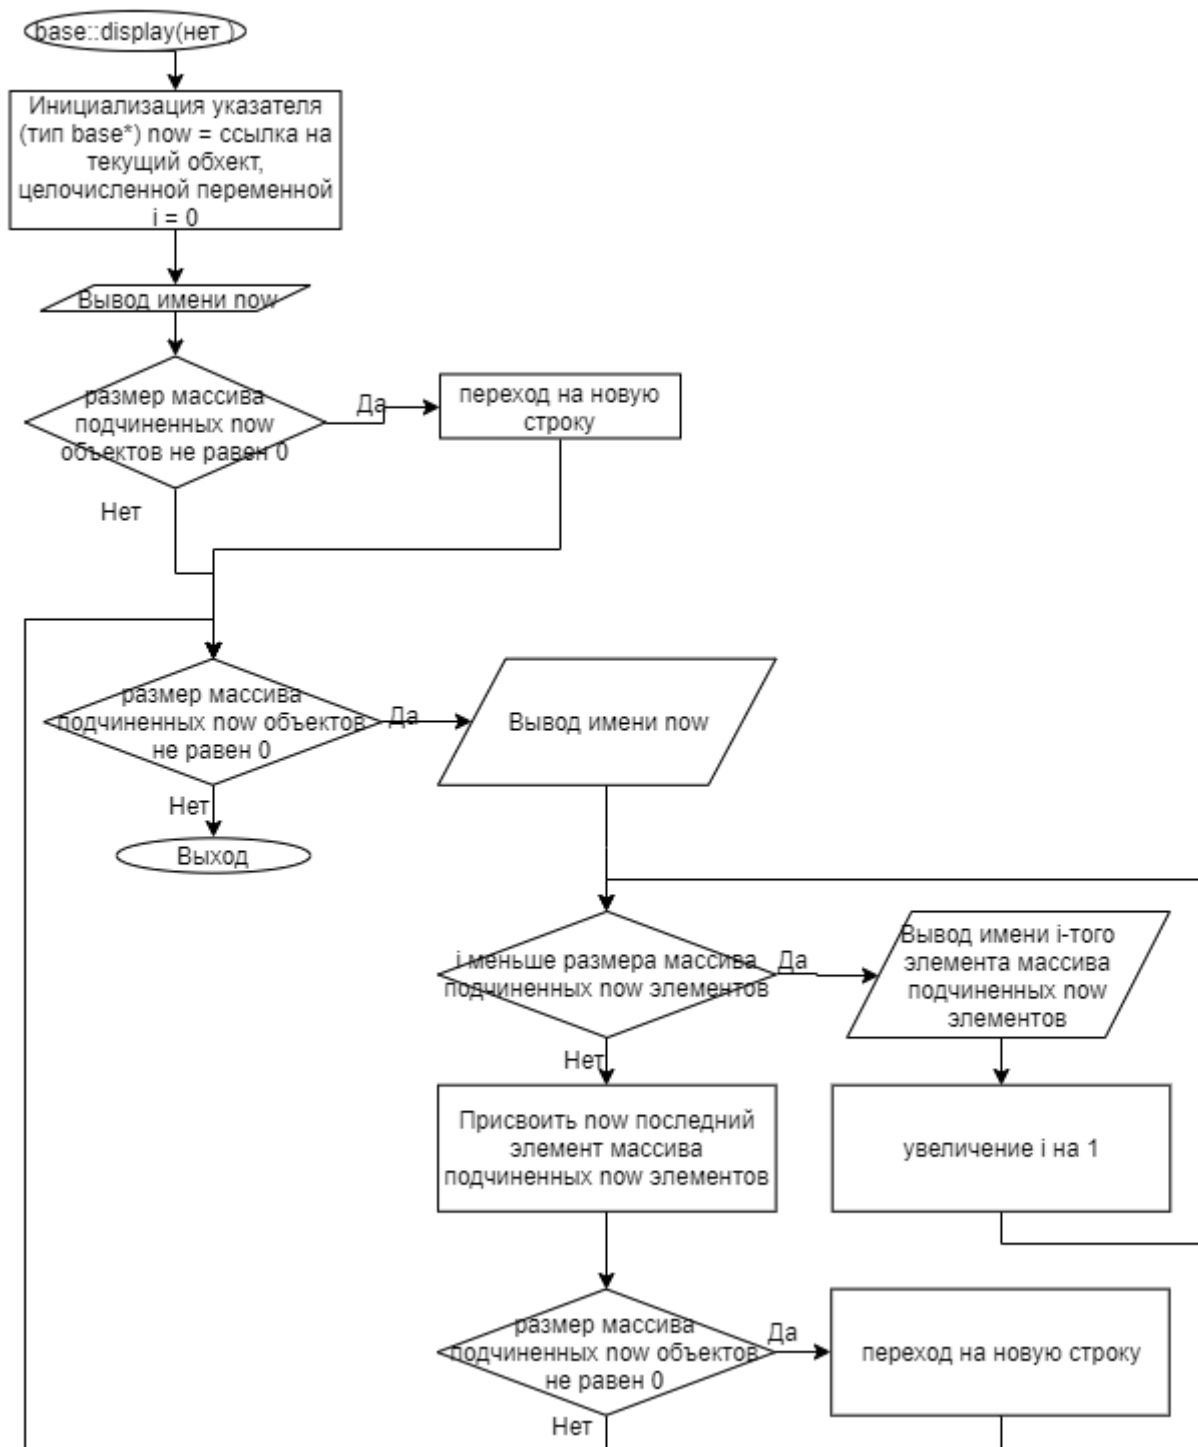 base::display(нет )
Инициализация указателя
(тип base*) now = ссылка на
текущий обхект,
целочисленной переменной
i = 0
Вывод имени now
размер массива
подчиненных now
объектов не равен 0
Да
переход на новую
строку
Нет
размер массива
подчиненных now объектов
не равен 0
Да
Вывод имени now
Нет
Выход
i меньше размера массива
подчиненных now элементов
Да
Вывод имени i-того
элемента массива
подчиненных now
элементов
Нет
Присвоить now последний
элемент массива
подчиненных now элементов
увеличение i на 1
размер массива
подчиненных now объектов
не равен 0
Да
переход на новую строку
Нет